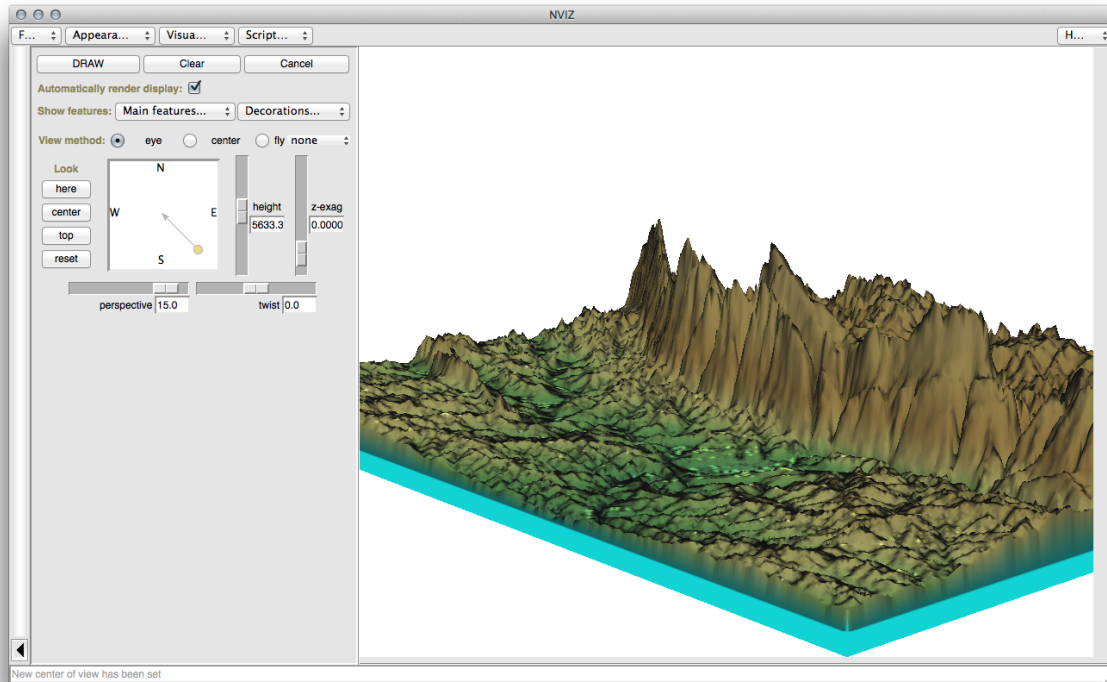 NVIZ
F... Appeara... Visua... Script... H...
DRAW Clear Cancel
Automatically render display:
Show features: Main features... Decorations...
View method: eye center fly none
Look
N
here
W E
height z-exag
center
5633.3 0.0000
top
S
reset
perspective 15.0 twist 0.0
New center of view has been set